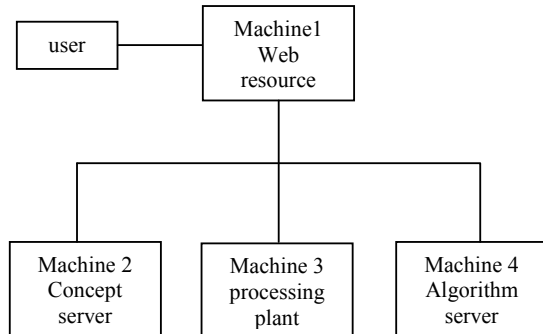 user
Machine1
Web
resource
Machine 2
Concept
server
Machine 3
processing
plant
Machine 4
Algorithm
server